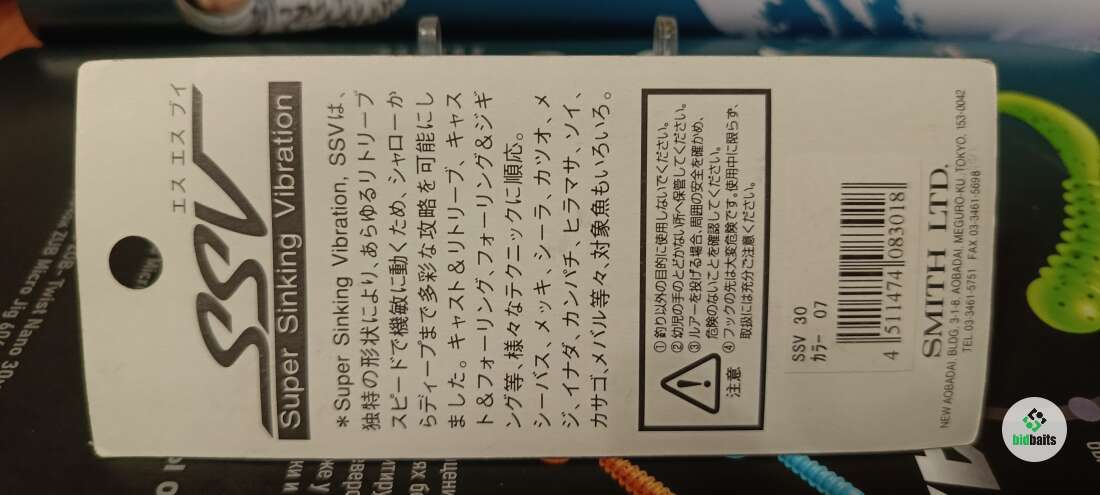 エス エス ブイ
SSV
Super Sinking Vibration
＊Super Sinking Vibration, SSVは、
独特の形状により、あらゆるリトリーブ
スピードで機敏に動くため、シャローか
らディープまで多彩な攻略を可能にし
ました。キャスト&リトリーブ、キャス
ト&フォーリング、フォーリング&ジギ
ング等、様々なテクニックに順応。
シーバス、メッキ、シーラ、カツオ、メ
ジ、イナダ、カンパチ、ヒラマサ、ソイ、
カサゴ、メバル等々、対象魚もいろいろ。
注意
①釣り以外の目的に使用しないでください。
②幼児の手のとどかない所へ保管してください。
③ルアーを投げる場合、周囲の安全を確かめ、
危険のないことを確認してください。
④フックの先は大変危険です。使用中に限らず、
取扱には充分ご注意ください。
SSV 30
カラー 07
4 511474 083018
SMITH LTD.
NEW AOBADAI. BLDG, 3-1-8. AOBADAI, MEGURO-KU, TOKYO. 153-0042
TEL. 03-3461-5751 FAX. 03-3461-5698
Twist Nano
Micro Jig
bidbaits